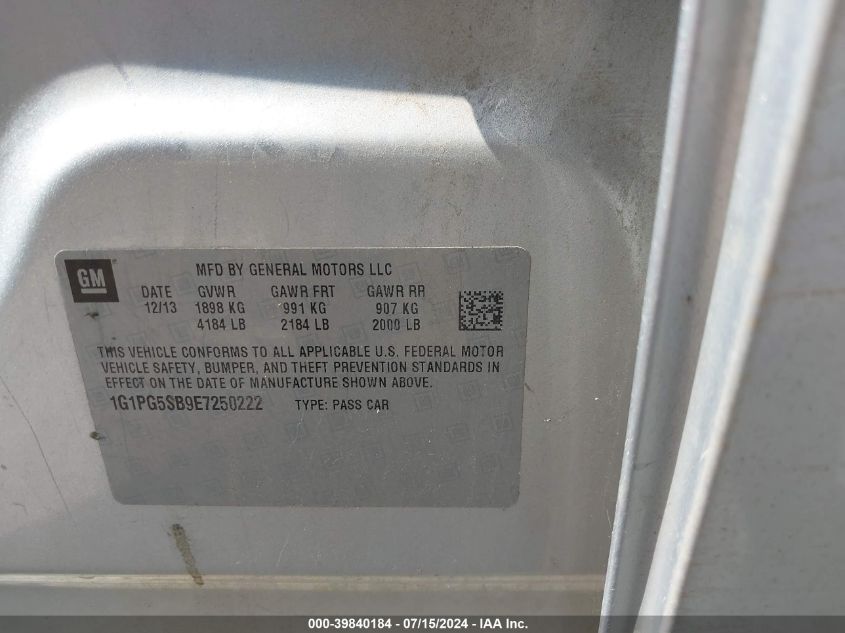 GM
MFD BY GENERAL MOTORS LLC
DATE GVWR GAWR FRT GAWR RR
12/13 1898 KG 991 KG 907 KG
4184 LB 2184 LB 2000 LB
THIS VEHICLE CONFORMS TO ALL APPLICABLE U.S. FEDERAL MOTOR
VEHICLE SAFETY, BUMPER, AND THEFT PREVENTION STANDARDS IN
EFFECT ON THE DATE OF MANUFACTURE SHOWN ABOVE.
1G1PG5SB9E7250222 TYPE: PASS CAR
000-39840184 - 07/15/2024 - IAA Inc.